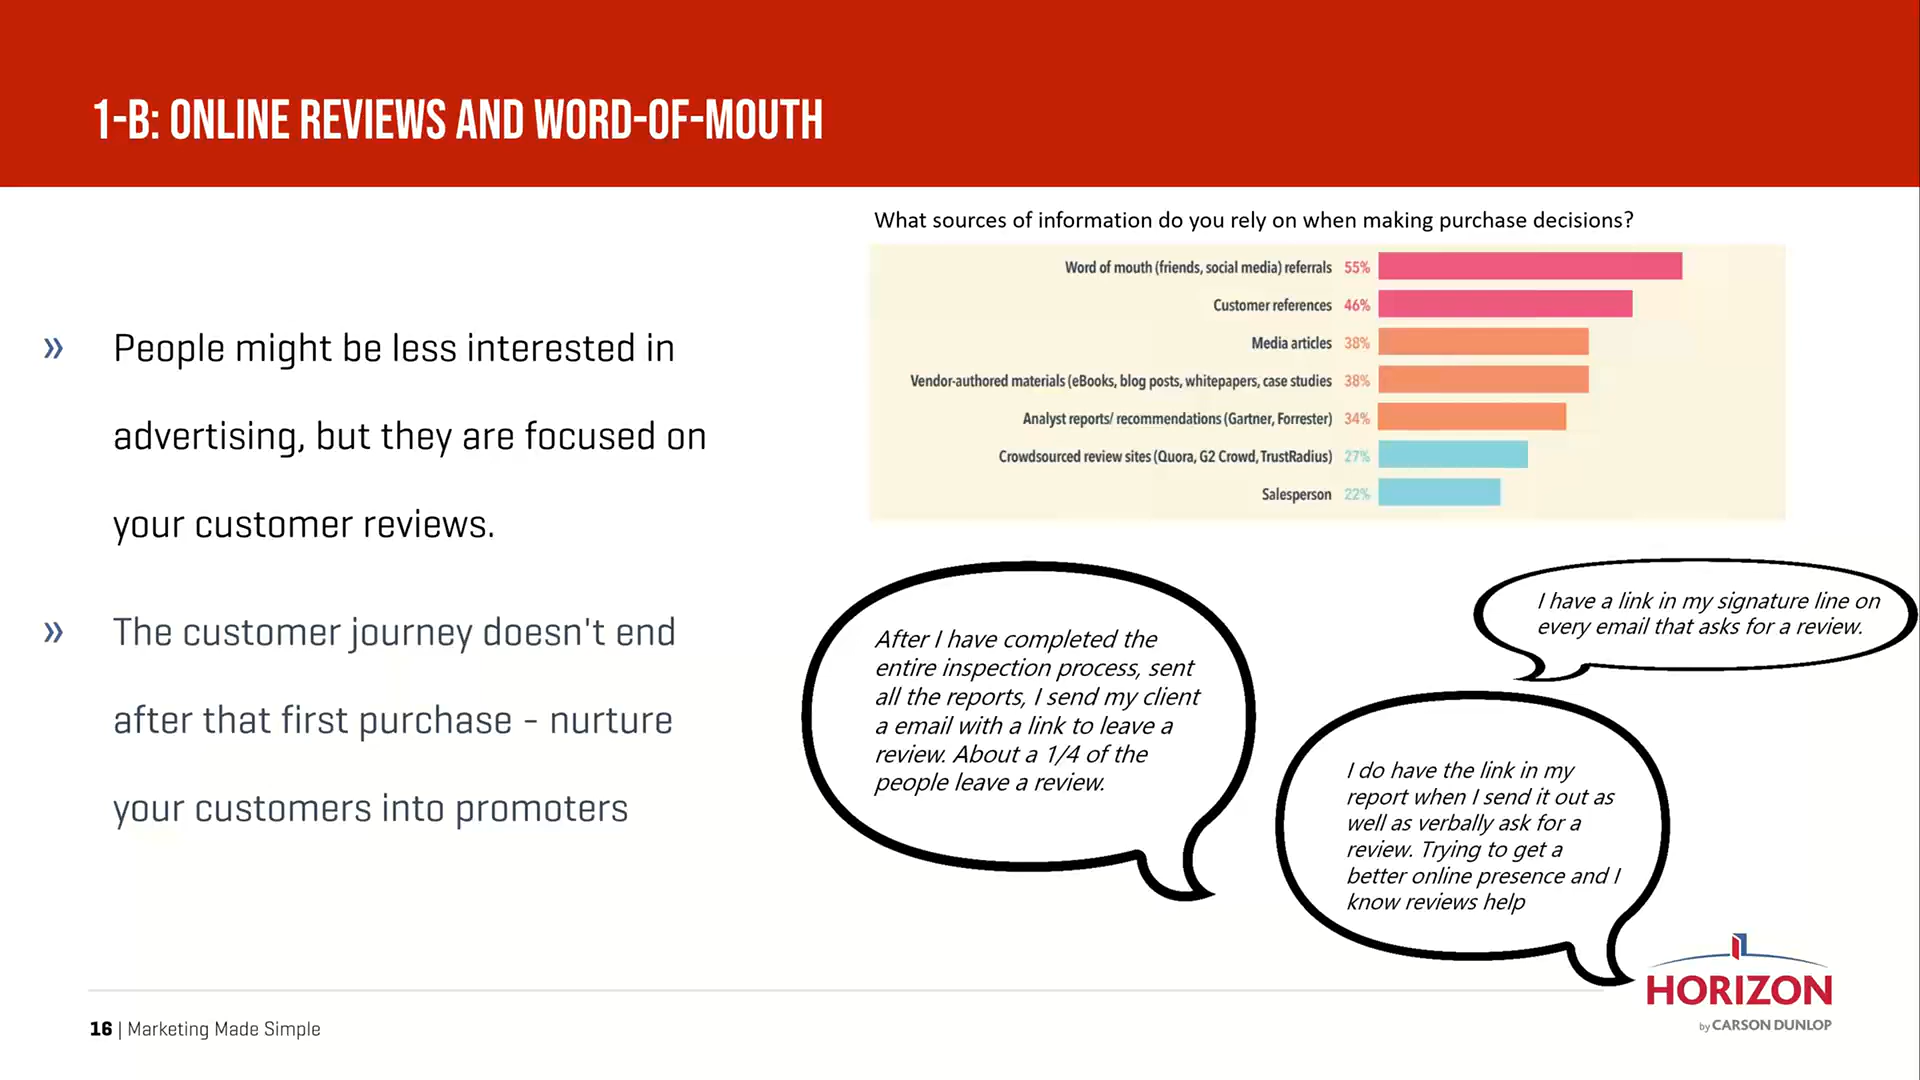 1-B: ONLINE REVIEWS AND WORD-OF-MOUTH
» People might be less interested in
advertising, but they are focused on
your customer reviews.
» The customer journey doesn't end
after that first purchase - nurture
your customers into promoters
What sources of information do you rely on when making purchase decisions?
Word of mouth (friends, social media) referrals 55%
Customer references 46%
Media articles 38%
Vendor-authored materials (eBooks, blog posts, whitepapers, case studies 38%
Analyst reports/ recommendations (Gartner, Forrester) 34%
Crowdsourced review sites (Quora, G2 Crowd, TrustRadius) 27%
Salesperson 22%
After I have completed the
entire inspection process, sent
all the reports, I send my client
a email with a link to leave a
review. About a 1/4 of the
people leave a review.
I have a link in my signature line on
every email that asks for a review.
I do have the link in my
report when I send it out as
well as verbally ask for a
review. Trying to get a
better online presence and I
know reviews help
16 | Marketing Made Simple
HORIZON
by CARSON DUNLOP